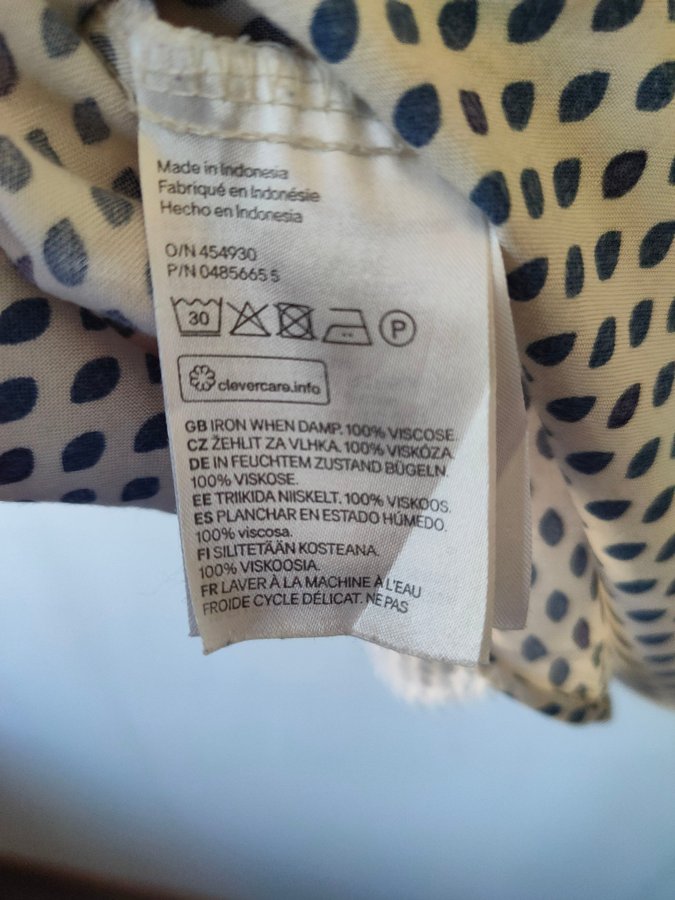 Made in Indonesia
Fabriqué en Indonésie
Hecho en Indonesia
O/N 454930
P/N 0485665 5
30
P
clevercare.info
GB IRON WHEN DAMP. 100% VISCOSE.
CZ ŽEHLIT ZA VLHKA. 100% VISKÓZA.
DE IN FEUCHTEM ZUSTAND BÜGELN.
100% VISKOSE.
EE TRIIKIDA NIISKELT. 100% VISKOOS.
ES PLANCHAR EN ESTADO HÚMEDO.
100% viscosa.
FI SILITETÄÄN KOSTEANA.
100% VISKOOSIA.
FR LAVER À LA MACHINE À L'EAU
FROIDE CYCLE DÉLICAT. NE PAS